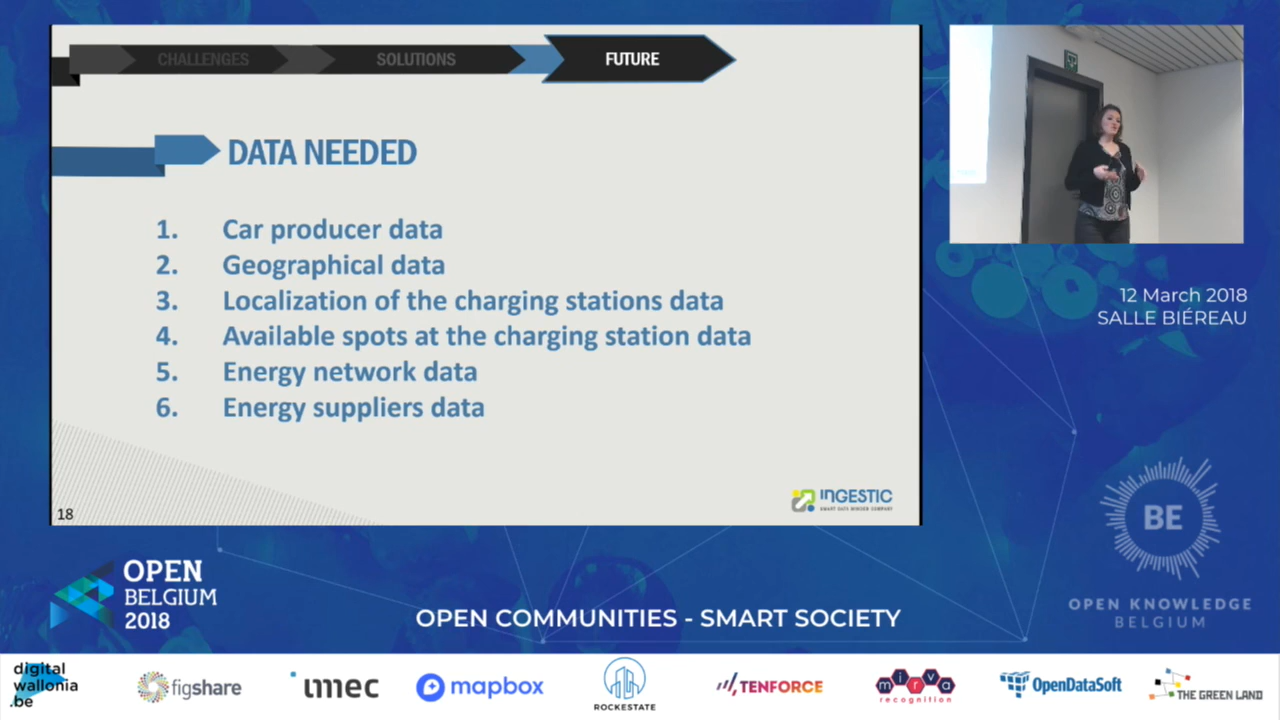 CHALLENGES
SOLUTIONS
FUTURE
DATA NEEDED
1. Car producer data
2. Geographical data
3. Localization of the charging stations data
4. Available spots at the charging station data
5. Energy network data
6. Energy suppliers data
18
INGESTIC
SMART DATA MINDED COMPANY
12 March 2018
SALLE BIÉREAU
BE
OPEN KNOWLEDGE
BELGIUM
OPEN
BELGIUM
2018
OPEN COMMUNITIES - SMART SOCIETY
digital
wallonia
.be
figshare
imec
mapbox
ROCKESTATE
TENFORCE
mirva
recognition
OpenDataSoft
THE GREEN LAND